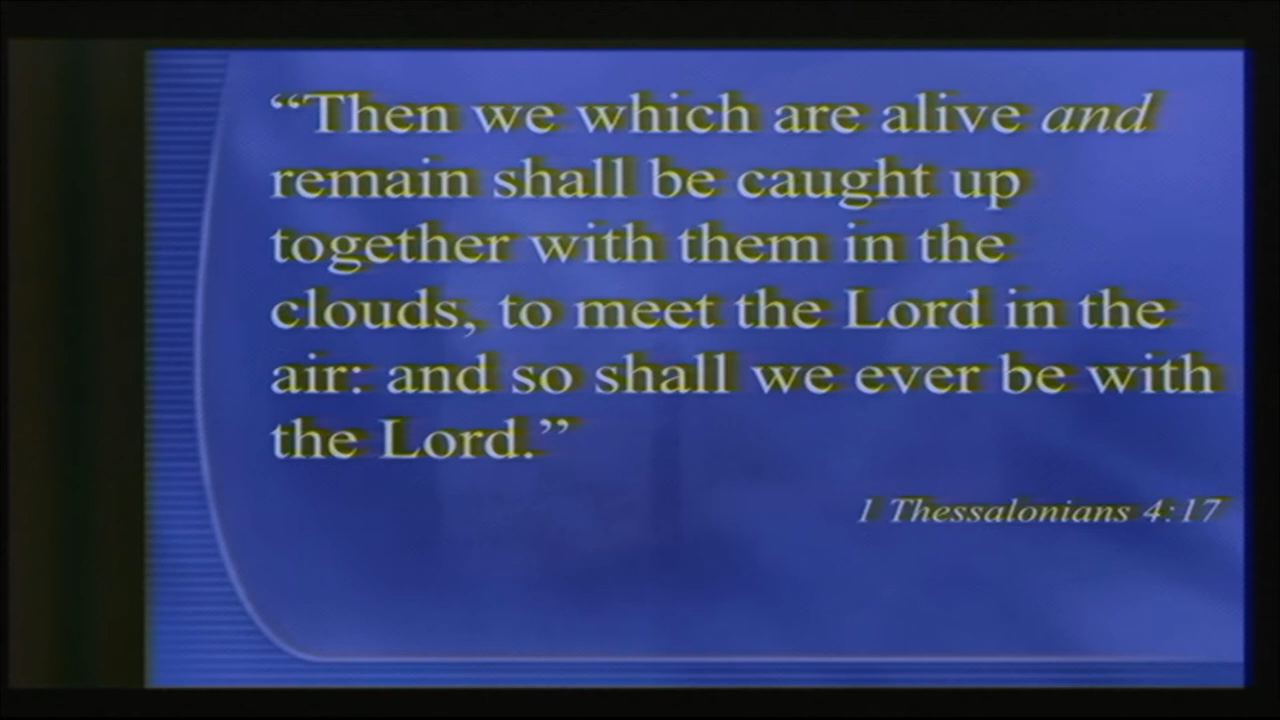 “Then we which are alive and
remain shall be caught up
together with them in the
clouds, to meet the Lord in the
air: and so shall we ever be with
the Lord.”
1 Thessalonians 4:17